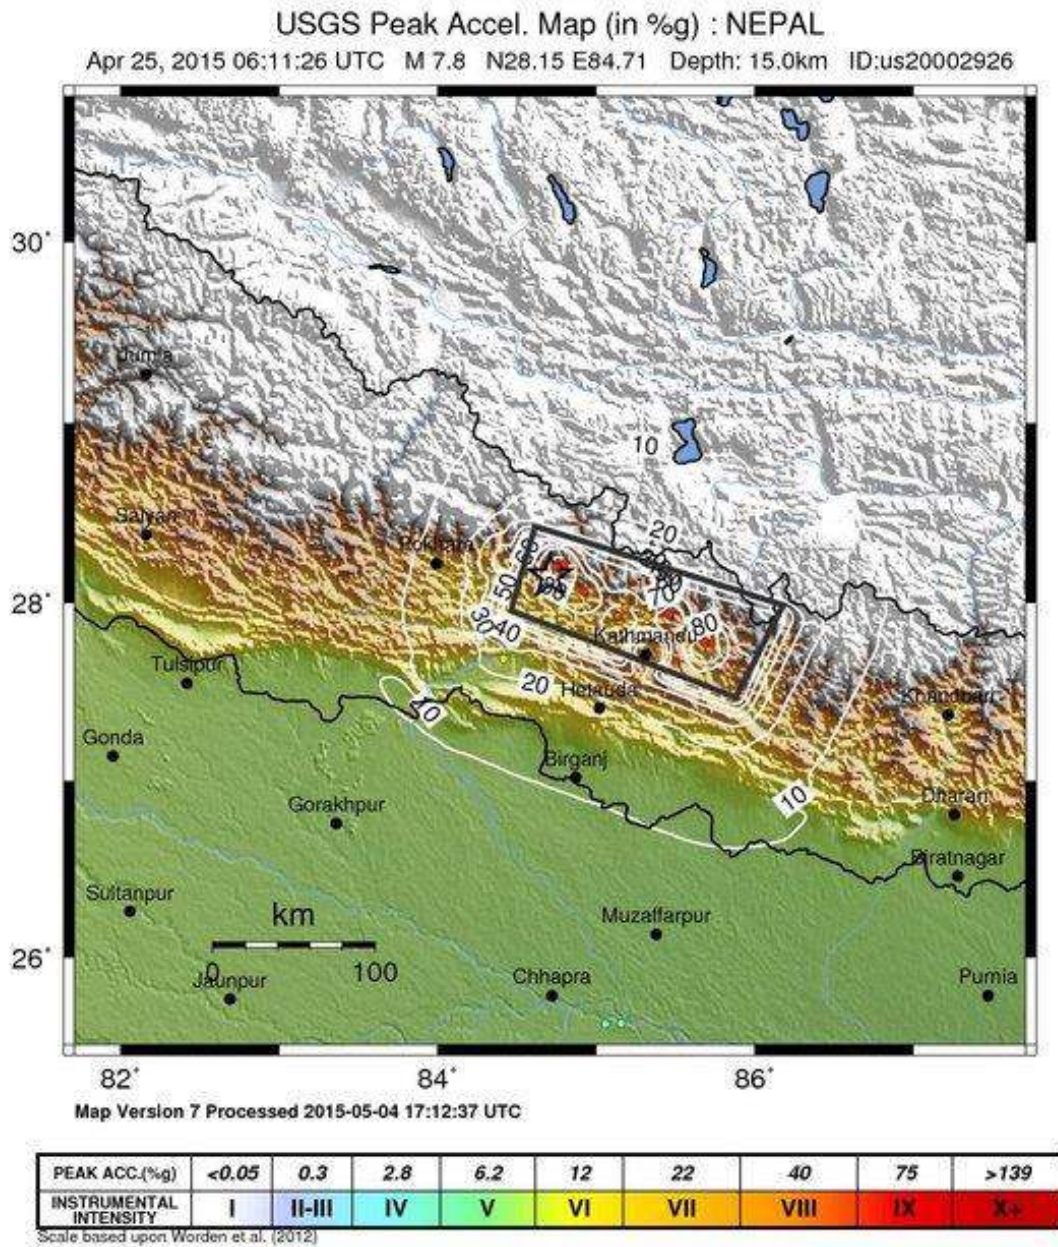 USGS Peak Accel. Map (in %g) : NEPAL
Apr 25, 2015 06:11:26 UTC M 7.8 N28.15 E84.71 Depth: 15.0km ID:us20002926
30°
Jumla
10
Salyan
Pokhara
20
28°
50
70
30
40
80
Kathmandu
Tulsipur
20
Hetauda
Khandbari
10
Gonda
Birganj
10
Gorakhpur
Dharan
Biratnagar
Sultanpur
km
Muzaffarpur
26°
0 100
Jaunpur
Chhapra
Purnia
82° 84° 86°
Map Version 7 Processed 2015-05-04 17:12:37 UTC
PEAK ACC.(%g) <0.05 0.3 2.8 6.2 12 22 40 75 >139
INSTRUMENTAL INTENSITY I II-III IV V VI VII VIII IX X+
Scale based upon Worden et al. (2012)